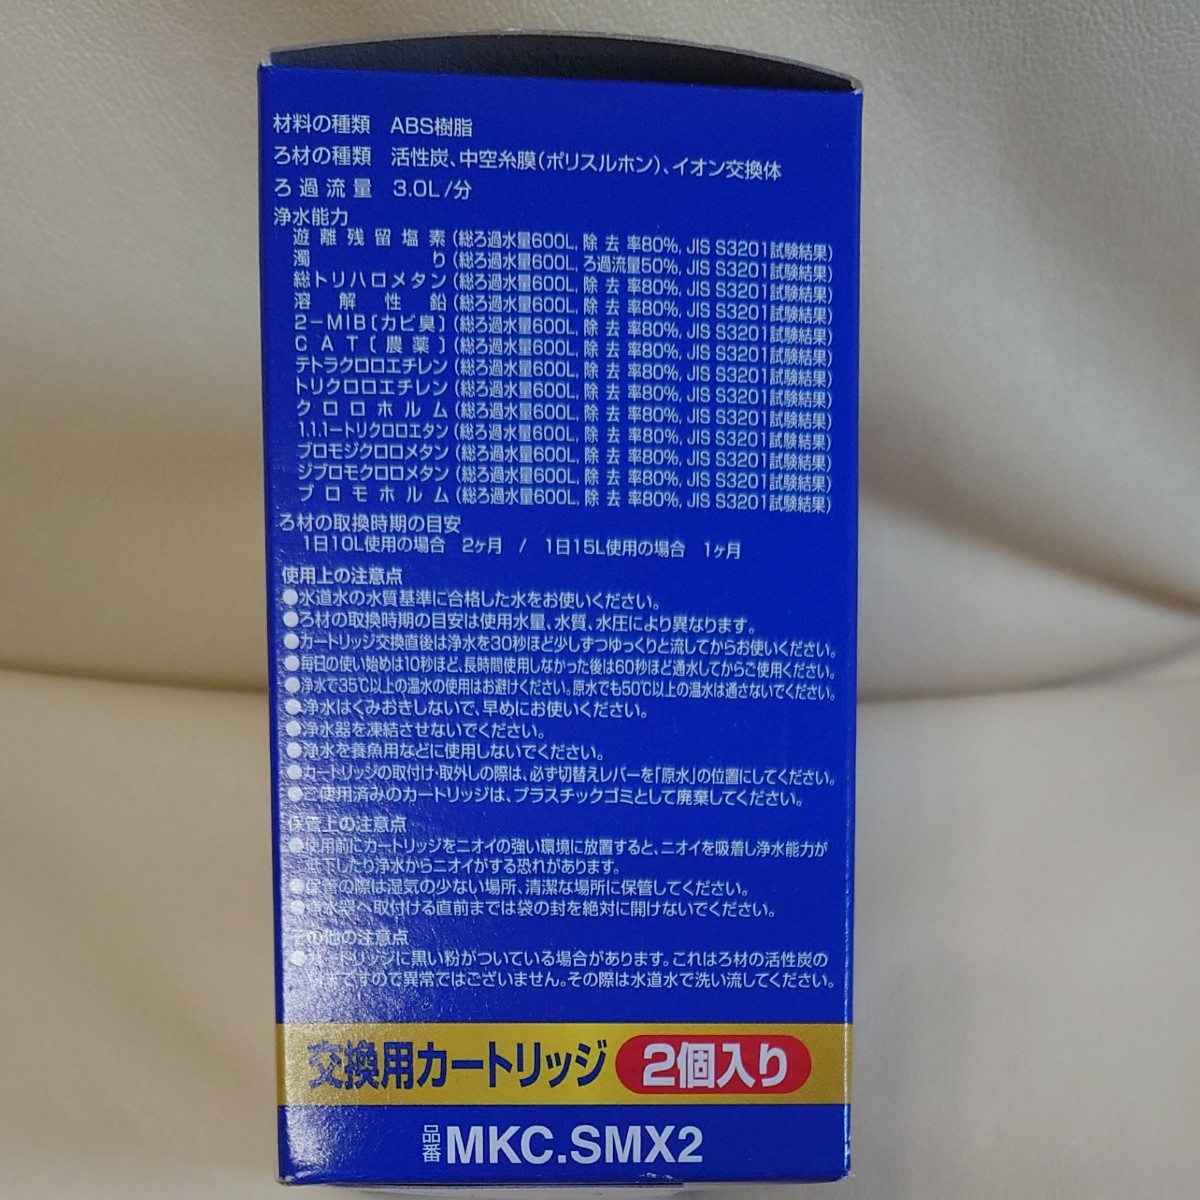 材料の種類 ABS樹脂
ろ材の種類 活性炭、中空糸膜(ポリスルホン)、イオン交換体
ろ過流量 3.0L/分
浄水能力
遊離残留塩素(総ろ過水量600L, 除去率80%, JIS S3201試験結果)
濁り(総ろ過水量600L, ろ過流量50%, JIS S3201試験結果)
総トリハロメタン(総ろ過水量600L, 除去率80%, JIS S3201試験結果)
溶解性鉛(総ろ過水量600L, 除去率80%, JIS S3201試験結果)
2-MIB〔カビ臭〕(総ろ過水量600L, 除去率80%, JIS S3201試験結果)
CAT〔農薬〕(総ろ過水量600L, 除去率80%, JIS S3201試験結果)
テトラクロロエチレン(総ろ過水量600L, 除去率80%, JIS S3201試験結果)
トリクロロエチレン(総ろ過水量600L, 除去率80%, JIS S3201試験結果)
クロロホルム(総ろ過水量600L, 除去率80%, JIS S3201試験結果)
1.1.1ートリクロロエタン(総ろ過水量600L, 除去率80%, JIS S3201試験結果)
ブロモジクロロメタン(総ろ過水量600L, 除去率80%, JIS S3201試験結果)
ジブロモクロロメタン(総ろ過水量600L, 除去率80%, JIS S3201試験結果)
ブロモホルム(総ろ過水量600L, 除去率80%, JIS S3201試験結果)
ろ材の取換時期の目安
1日10L使用の場合 2ヶ月 / 1日15L使用の場合 1ヶ月
使用上の注意点
●水道水の水質基準に合格した水をお使いください。
●ろ材の取換時期の目安は使用水量、水質、水圧により異なります。
●カートリッジ交換直後は浄水を30秒ほど少しずつゆっくりと流してからお使いください。
●毎日の使い始めは10秒ほど、長時間使用しなかった後は60秒ほど通水してからご使用ください。
●浄水で35℃以上の温水の使用はお避けください。原水でも50℃以上の温水は通さないでください。
●浄水はくみおきしないで、早めにお使いください。
●浄水器を凍結させないでください。
●浄水を養魚用などに使用しないでください。
●カートリッジの取付け・取外しの際は、必ず切替えレバーを「原水」の位置にしてください。
●ご使用済みのカートリッジは、プラスチックゴミとして廃棄してください。
保管上の注意点
●使用前にカートリッジをニオイの強い環境に放置すると、ニオイを吸着し浄水能力が
低下したり浄水からニオイがする恐れがあります。
●保管の際は湿気の少ない場所、清潔な場所に保管してください。
●浄水器へ取付ける直前までは袋の封を絶対に開けないでください。
その他の注意点
●カートリッジに黒い粉がついている場合があります。これはろ材の活性炭の
粉末ですので異常ではございません。その際は水道水で洗い流してください。
交換用カートリッジ 2個入り
品番 MKC.SMX2